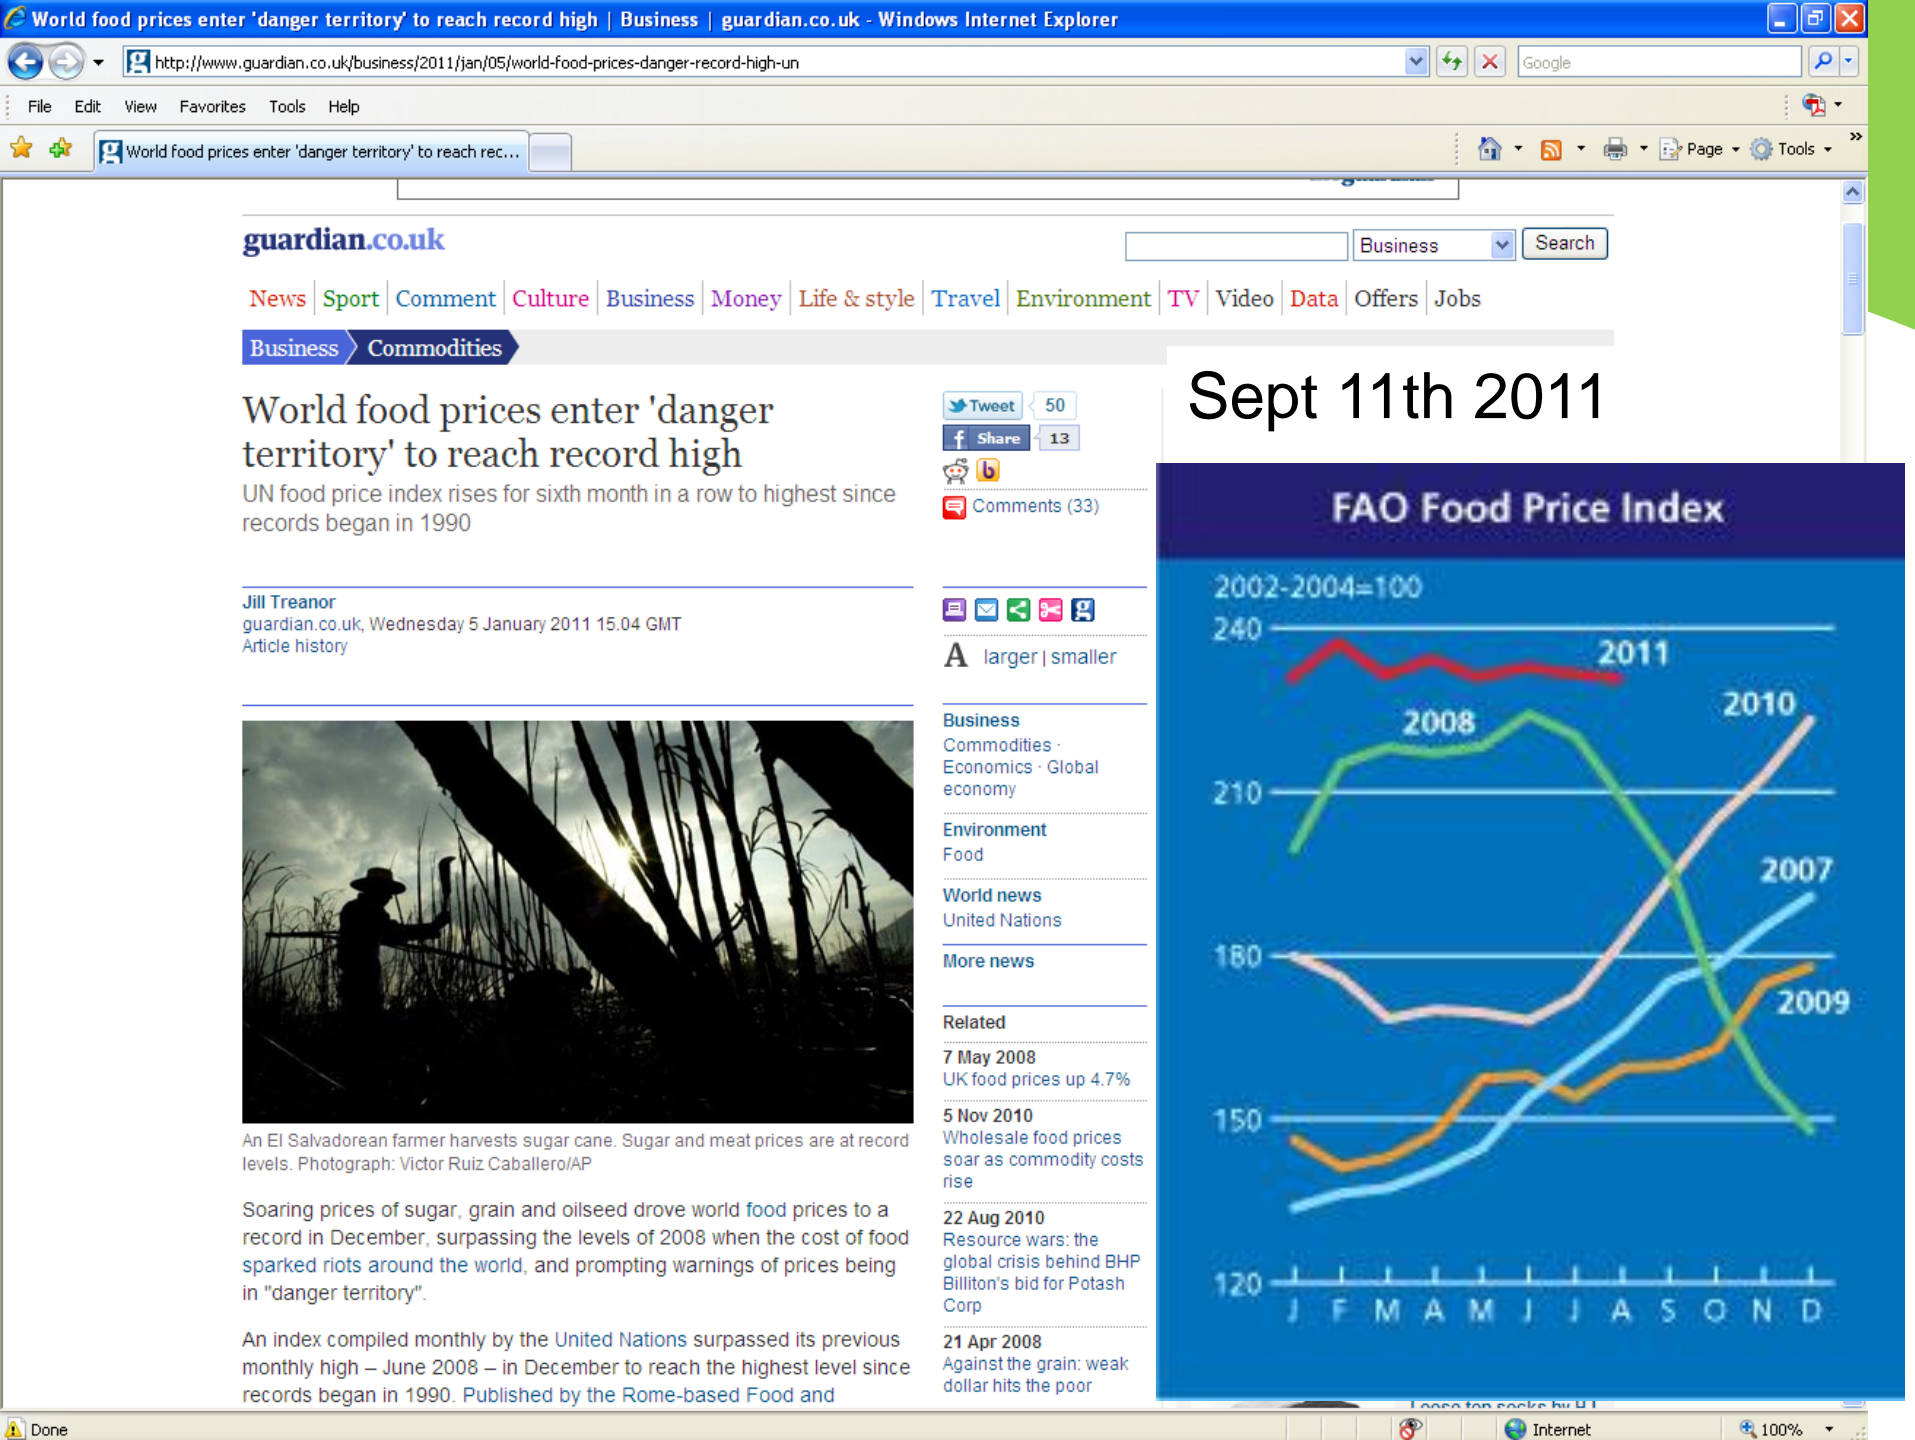 World food prices enter 'danger territory' to reach record high | Business | guardian.co.uk - Windows Internet Explorer
http://www.guardian.co.uk/business/2011/jan/05/world-food-prices-danger-record-high-un
Google
File Edit View Favorites Tools Help
World food prices enter 'danger territory' to reach rec...
Page Tools
guardian.co.uk
Business
Search
News Sport Comment Culture Business Money Life & style Travel Environment TV Video Data Offers Jobs
Business Commodities
World food prices enter 'danger
territory' to reach record high
UN food price index rises for sixth month in a row to highest since
records began in 1990
Jill Treanor
guardian.co.uk, Wednesday 5 January 2011 15.04 GMT
Article history
An El Salvadorean farmer harvests sugar cane. Sugar and meat prices are at record
levels. Photograph: Victor Ruiz Caballero/AP
Soaring prices of sugar, grain and oilseed drove world food prices to a
record in December, surpassing the levels of 2008 when the cost of food
sparked riots around the world, and prompting warnings of prices being
in "danger territory".
An index compiled monthly by the United Nations surpassed its previous
monthly high – June 2008 – in December to reach the highest level since
records began in 1990. Published by the Rome-based Food and
Tweet 50
Share 13
Comments (33)
A larger | smaller
Business
Commodities ·
Economics · Global
economy
Environment
Food
World news
United Nations
More news
Related
7 May 2008
UK food prices up 4.7%
5 Nov 2010
Wholesale food prices
soar as commodity costs
rise
22 Aug 2010
Resource wars: the
global crisis behind BHP
Billiton's bid for Potash
Corp
21 Apr 2008
Against the grain: weak
dollar hits the poor
Sept 11th 2011
FAO Food Price Index
2002-2004=100
240
2011
2010
2008
210
2007
180
2009
150
120
J F M A M J J A S O N D
Done
Internet
100%